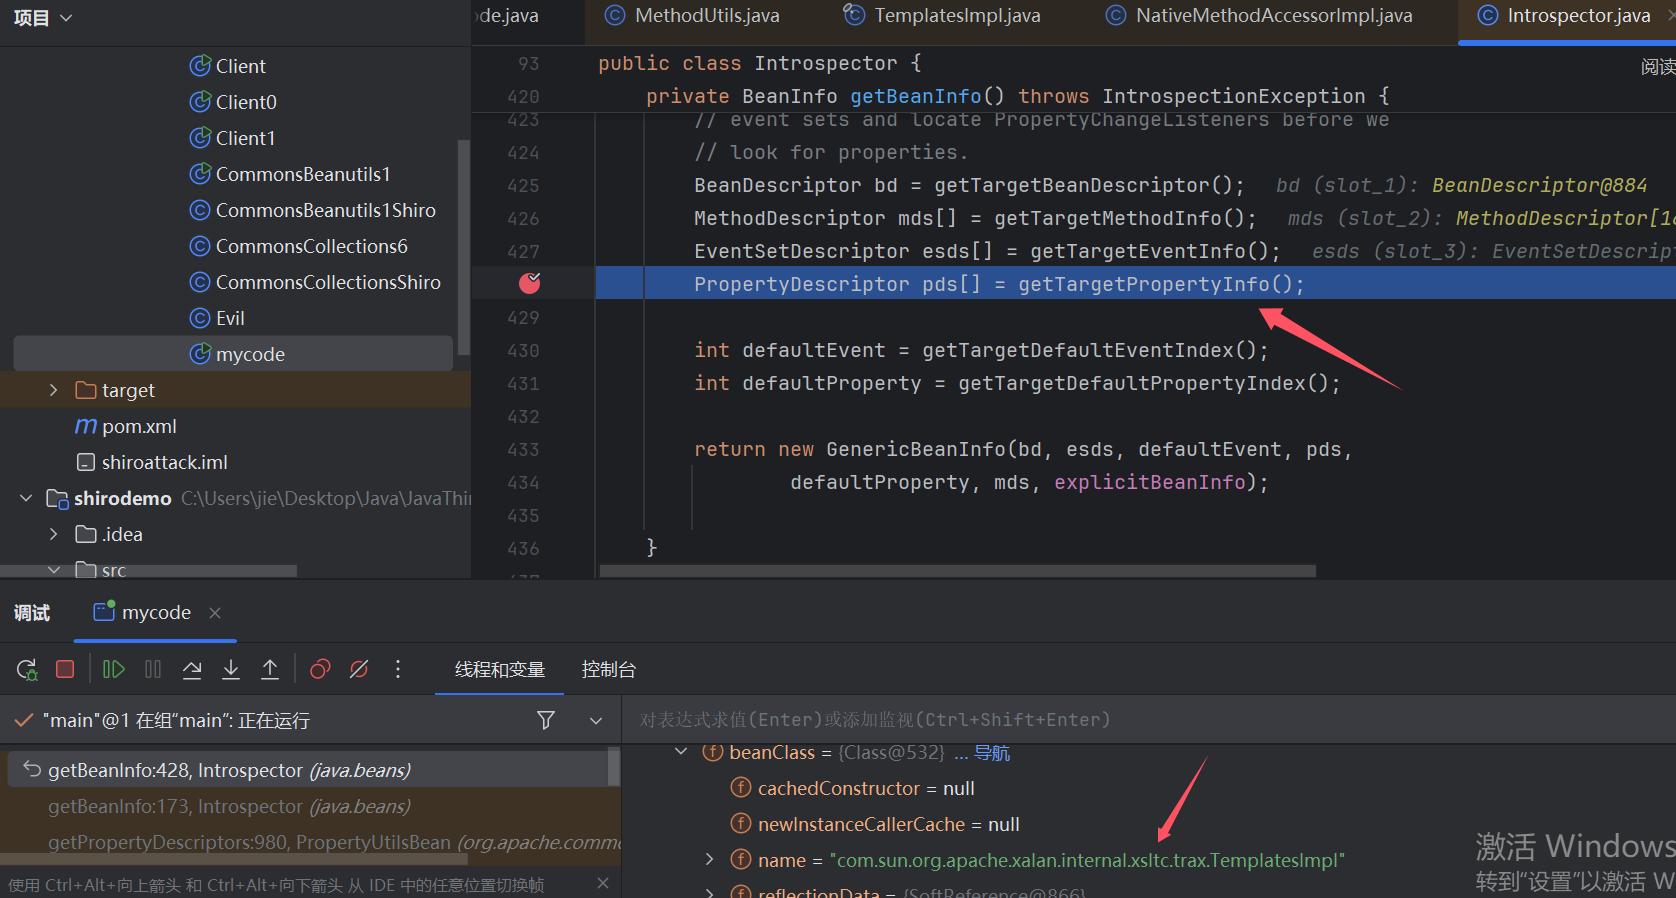 项目
Client
Client0
Client1
CommonsBeanutils1
CommonsBeanutils1Shiro
CommonsCollections6
CommonsCollectionsShiro
Evil
mycode
target
pom.xml
shiroattack.iml
shirodemo C:\Users\jie\Desktop\Java\JavaThi
.idea
src
de.java MethodUtils.java TemplatesImpl.java NativeMethodAccessorImpl.java Introspector.java
阅读
93 public class Introspector {
420 private BeanInfo getBeanInfo() throws IntrospectionException {
423 // event sets and locate PropertyChangeListeners before we
424 // look for properties.
425 BeanDescriptor bd = getTargetBeanDescriptor(); bd (slot_1): BeanDescriptor@884
426 MethodDescriptor mds[] = getTargetMethodInfo(); mds (slot_2): MethodDescriptor[1
427 EventSetDescriptor esds[] = getTargetEventInfo(); esds (slot_3): EventSetDescrip
PropertyDescriptor pds[] = getTargetPropertyInfo();
429
430 int defaultEvent = getTargetDefaultEventIndex();
431 int defaultProperty = getTargetDefaultPropertyIndex();
432
433 return new GenericBeanInfo(bd, esds, defaultEvent, pds,
434 defaultProperty, mds, explicitBeanInfo);
435
436 }
调试 mycode
线程和变量 控制台
"main"@1 在组"main": 正在运行
getBeanInfo:428, Introspector (java.beans)
getBeanInfo:173, Introspector (java.beans)
getPropertyDescriptors:980, PropertyUtilsBean (org.apache.commo
使用 Ctrl+Alt+向上箭头 和 Ctrl+Alt+向下箭头 从 IDE 中的任意位置切换帧
对表达式求值(Enter)或添加监视(Ctrl+Shift+Enter)
beanClass = {Class@532} ... 导航
cachedConstructor = null
newInstanceCallerCache = null
name = "com.sun.org.apache.xalan.internal.xsltc.trax.TemplatesImpl"
reflectionData = {SoftReference@866}
激活 Windows
转到"设置"以激活 W